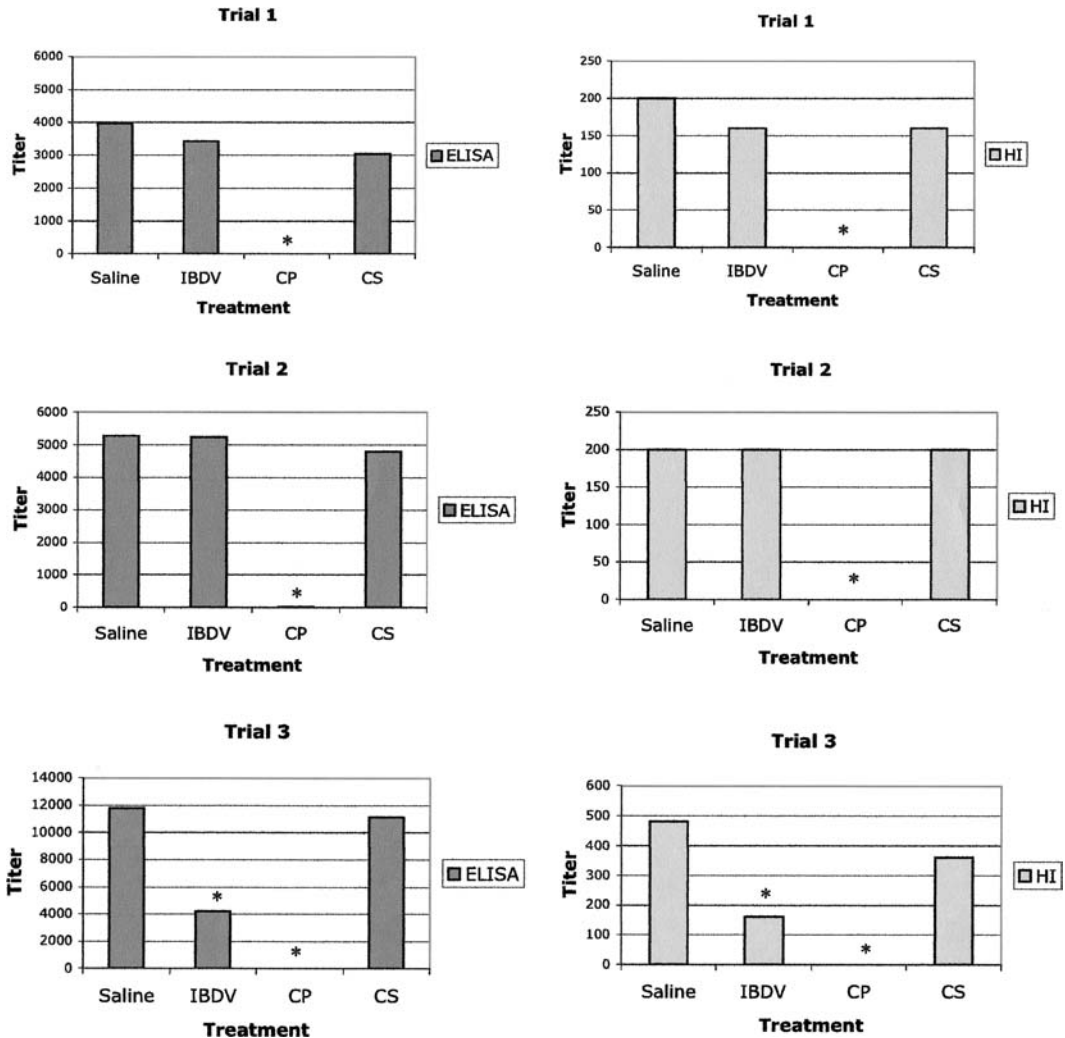 Trial 1
6000
5000
4000
3000
2000
1000
0
Titer
*
Saline IBDV CP CS
Treatment
ELISA
Trial 1
250
200
150
100
50
0
Titer
*
Saline IBDV CP CS
Treatment
HI
Trial 2
6000
5000
4000
3000
2000
1000
0
Titer
*
Saline IBDV CP CS
Treatment
ELISA
Trial 2
250
200
150
100
50
0
Titer
*
Saline IBDV CP CS
Treatment
HI
Trial 3
14000
12000
10000
8000
6000
4000
2000
0
Titer
* *
Saline IBDV CP CS
Treatment
ELISA
Trial 3
600
500
400
300
200
100
0
Titer
* *
Saline IBDV CP CS
Treatment
HI